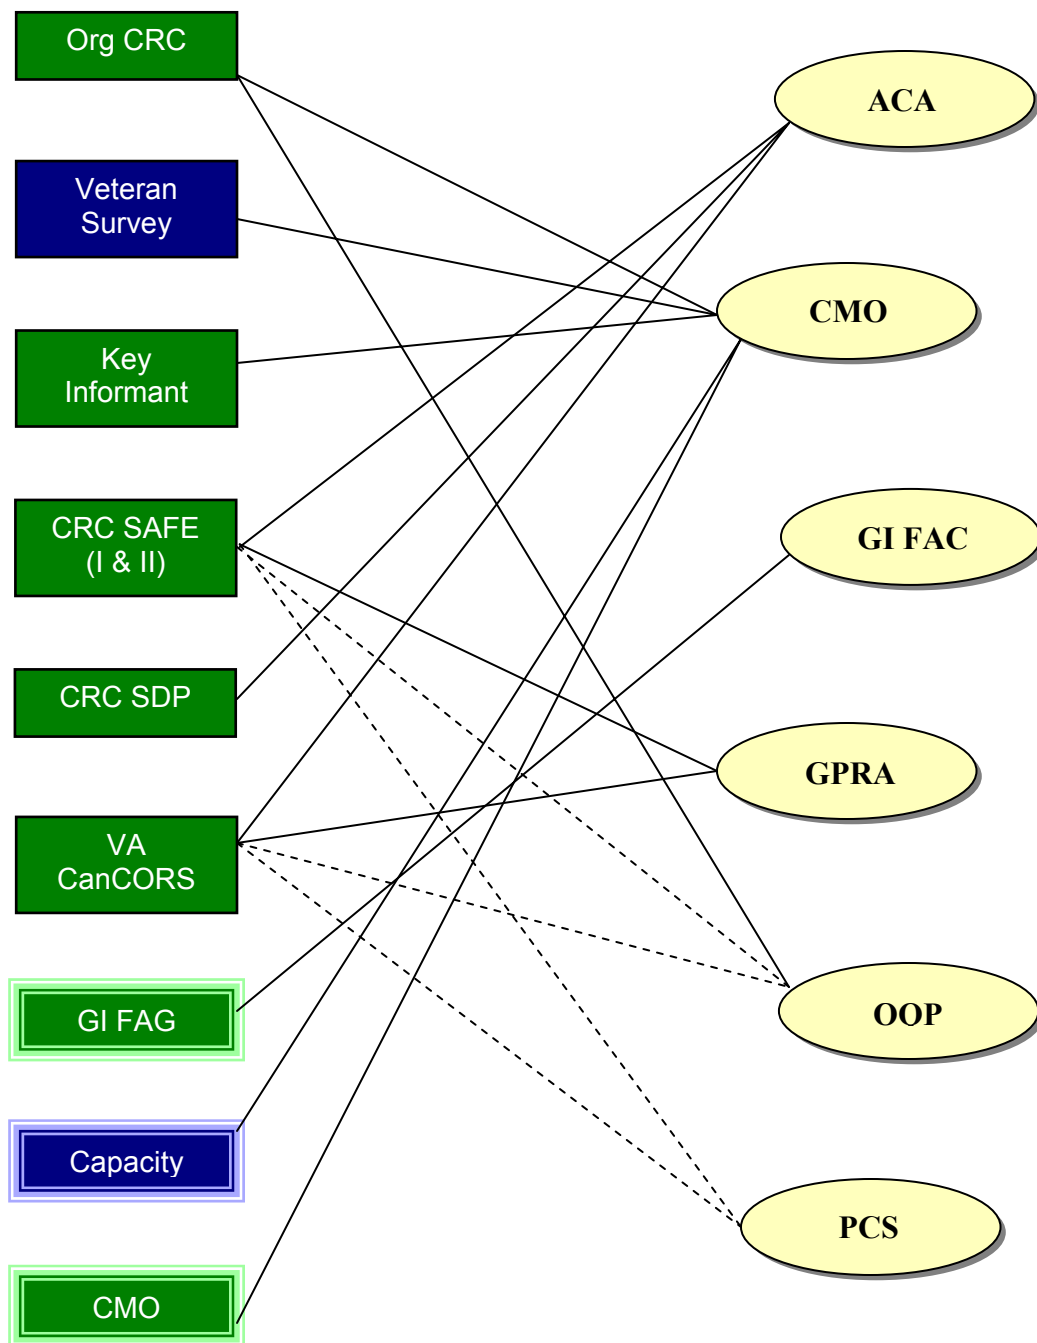 Org CRC
Veteran
Survey
Key
Informant
CRC SAFE
(I & II)
CRC SDP
VA
CanCORS
GI FAG
Capacity
CMO
ACA
CMO
GI FAC
GPRA
OOP
PCS